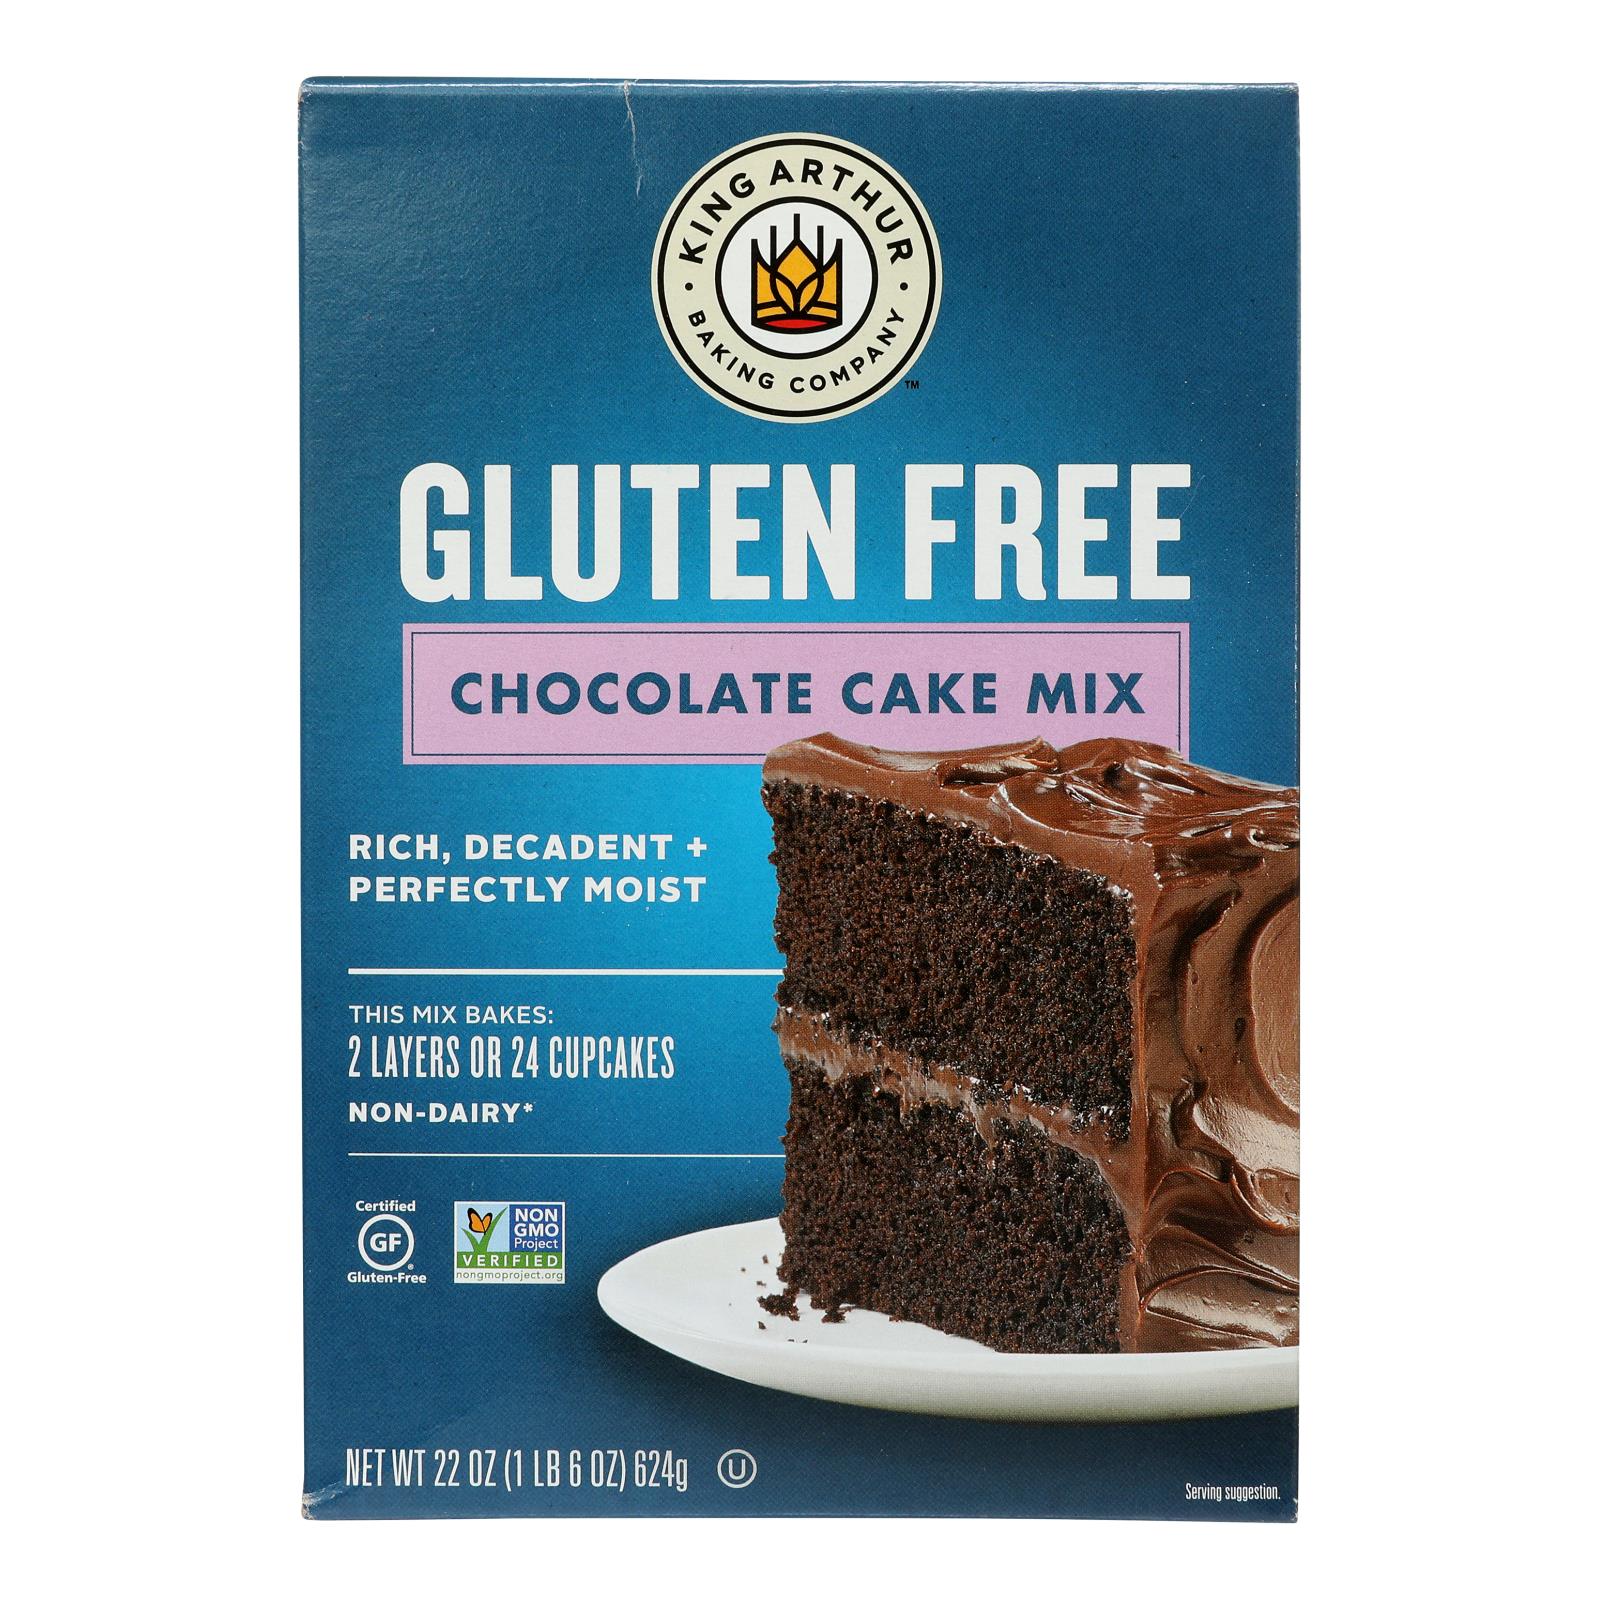 KING ARTHUR
BAKING COMPANY
TM
GLUTEN FREE
CHOCOLATE CAKE MIX
RICH, DECADENT +
PERFECTLY MOIST
THIS MIX BAKES:
2 LAYERS OR 24 CUPCAKES
NON-DAIRY*
Certified
GF
®
Gluten-Free
NON
GMO
Project
VERIFIED
nongmoproject.org
NET WT 22 OZ (1 LB 6 OZ) 624g
U
Serving suggestion.